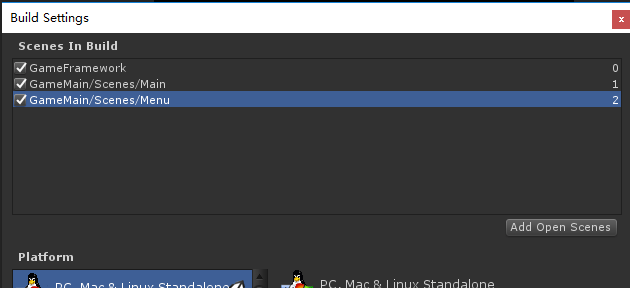 Build Settings
x
Scenes In Build
GameFramework 0
GameMain/Scenes/Main 1
GameMain/Scenes/Menu 2
Add Open Scenes
Platform
PC, Mac & Linux Standalone PC, Mac & Linux Standalone